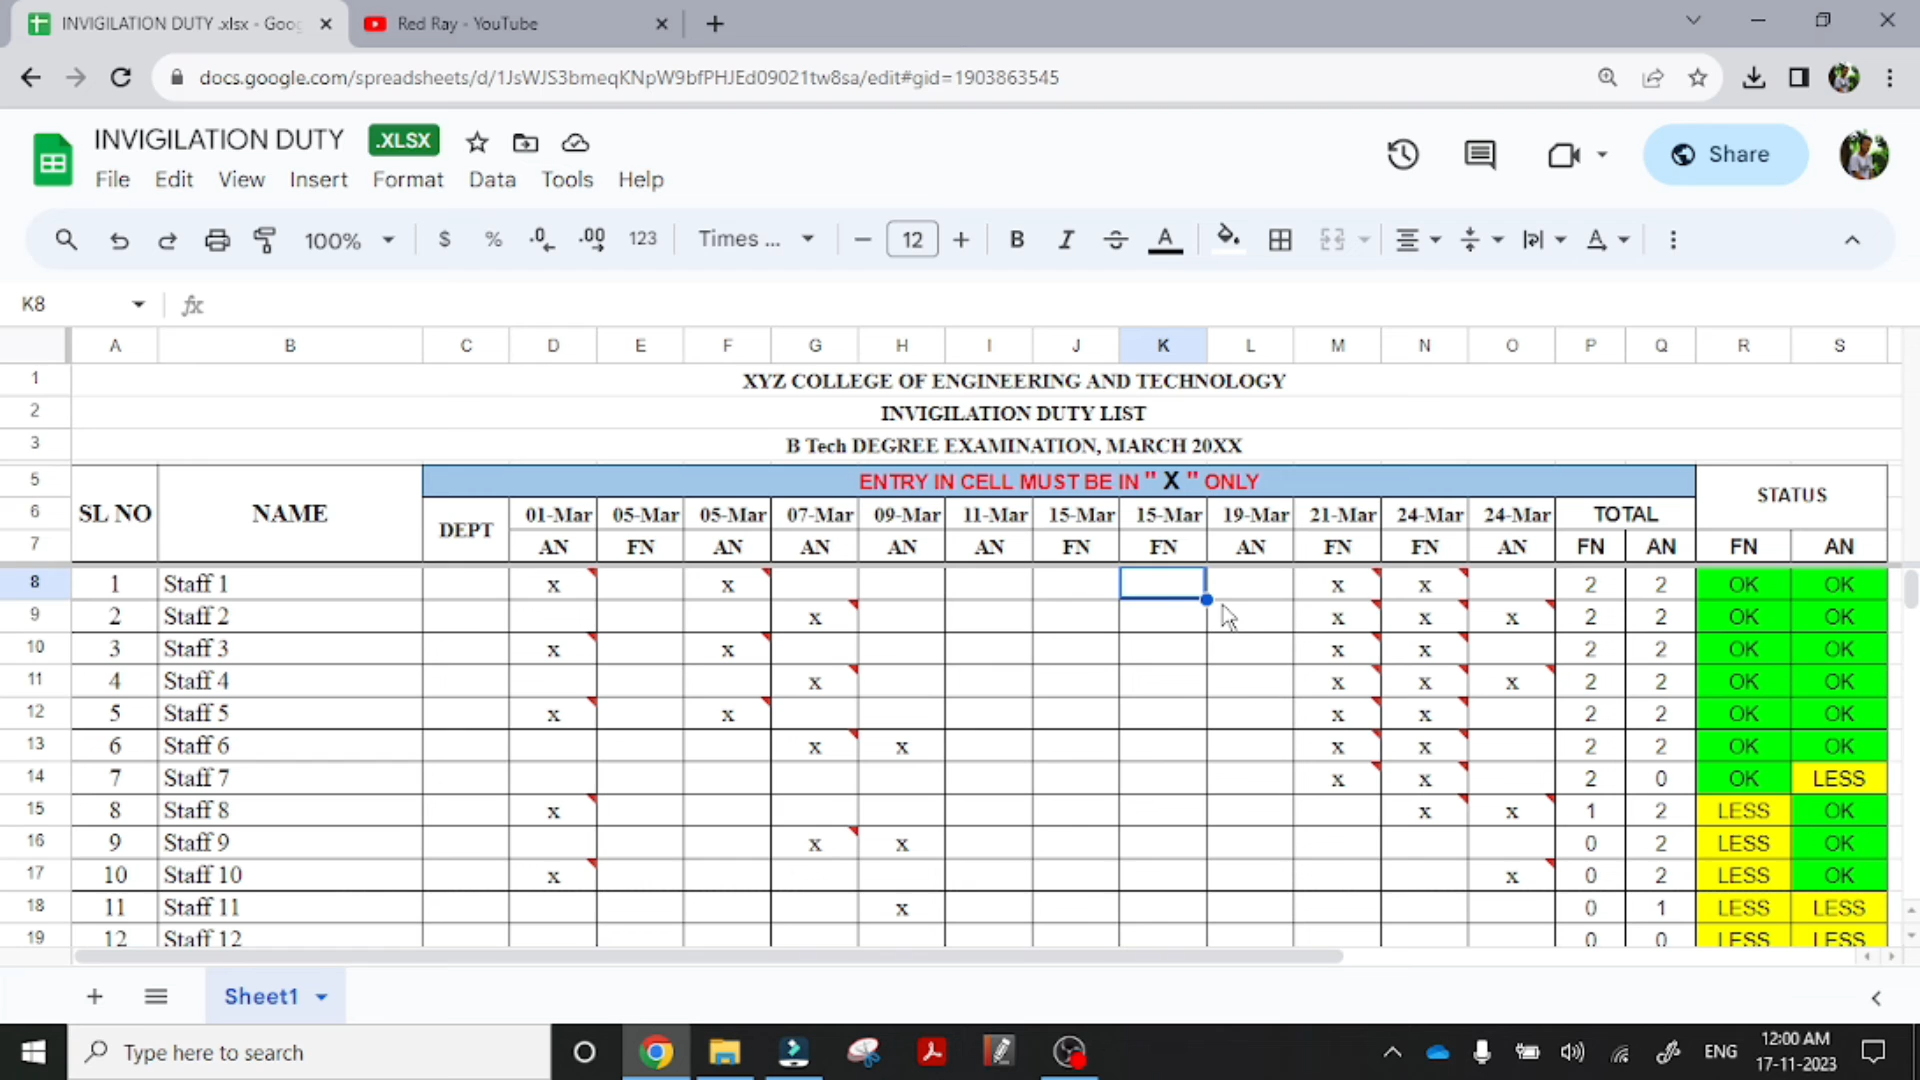 INVIGILATION DUTY .xlsx - Goo
Red Ray - YouTube
docs.google.com/spreadsheets/d/1JsWJS3bmeqKNpW9bfPHJEd09021tw8sa/edit#gid=1903863545
INVIGILATION DUTY .XLSX
Share
File Edit View Insert Format Data Tools Help
100% $ % .0 .00 123 Times ... 12 B I S A
K8 fx
A B C D E F G H I J K L M N O P Q R S
1 XYZ COLLEGE OF ENGINEERING AND TECHNOLOGY
2 INVIGILATION DUTY LIST
3 B Tech DEGREE EXAMINATION, MARCH 20XX
5 SL NO NAME ENTRY IN CELL MUST BE IN " X " ONLY STATUS
6 DEPT 01-Mar 05-Mar 05-Mar 07-Mar 09-Mar 11-Mar 15-Mar 15-Mar 19-Mar 21-Mar 24-Mar 24-Mar TOTAL
7 AN FN AN AN AN AN FN FN AN FN FN AN FN AN FN AN
8 1 Staff 1 x x x x 2 2 OK OK
9 2 Staff 2 x x x x 2 2 OK OK
10 3 Staff 3 x x x x 2 2 OK OK
11 4 Staff 4 x x x x 2 2 OK OK
12 5 Staff 5 x x x x 2 2 OK OK
13 6 Staff 6 x x x x 2 2 OK OK
14 7 Staff 7 x x 2 0 OK LESS
15 8 Staff 8 x x x 1 2 LESS OK
16 9 Staff 9 x x 0 2 LESS OK
17 10 Staff 10 x x 0 2 LESS OK
18 11 Staff 11 x 0 1 LESS LESS
19 12 Staff 12 0 0 LESS LESS
Sheet1
Type here to search
ENG
12:00 AM
17-11-2023